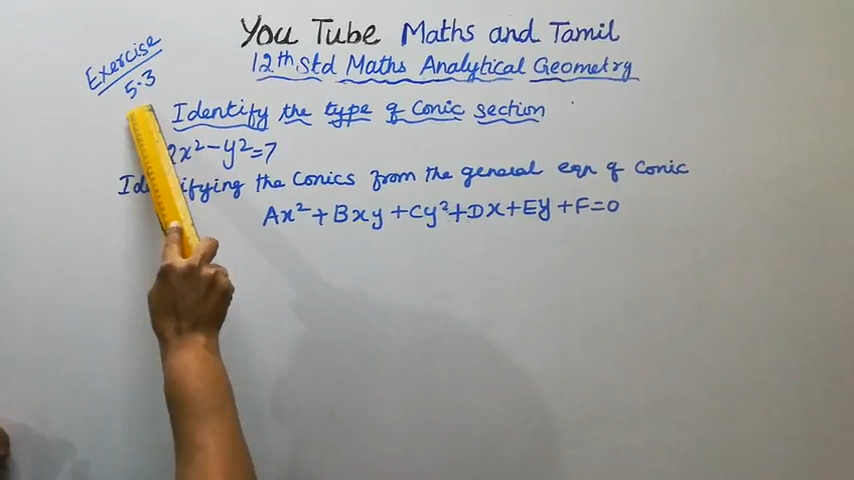 You Tube Maths and Tamil
12th Std Maths Analytical Geometry
Exercise
5.3
Identify the type of Conic section
x² - y² = 7
the Conics from the general eqn of Conic
Ax² + Bxy + Cy² + Dx + Ey + F = 0